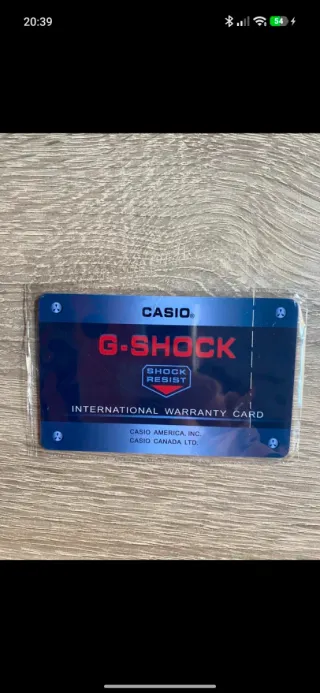 20:39
54
CASIO®
G-SHOCK
SHOCK
RESIST
INTERNATIONAL WARRANTY CARD
CASIO AMERICA, INC.
CASIO CANADA LTD.